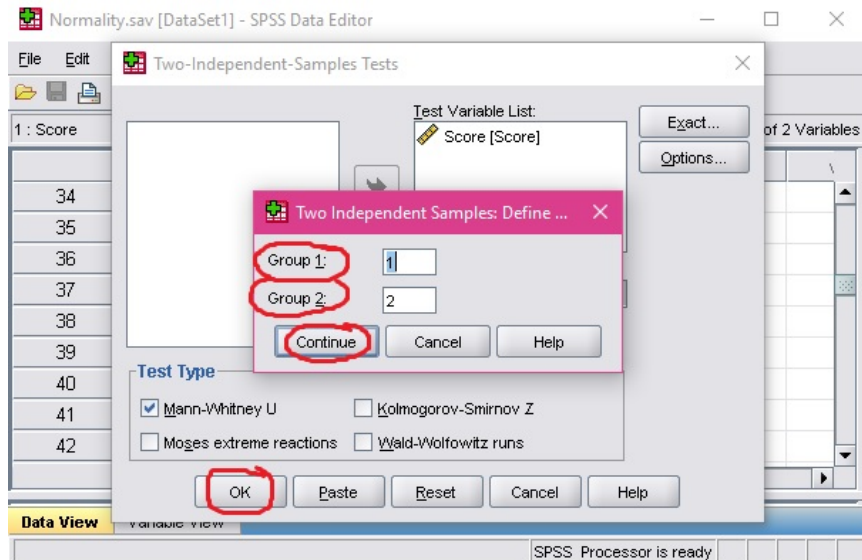 Normality.sav [DataSet1] - SPSS Data Editor
File Edit
Two-Independent-Samples Tests
1 : Score
of 2 Variables
Test Variable List:
Score [Score]
Exact...
Options...
34
35
36
37
38
39
40
41
42
Two Independent Samples: Define ...
Group 1: 1
Group 2: 2
Continue Cancel Help
Test Type
Mann-Whitney U Kolmogorov-Smirnov Z
Moses extreme reactions Wald-Wolfowitz runs
OK Paste Reset Cancel Help
Data View Variable View
SPSS Processor is ready